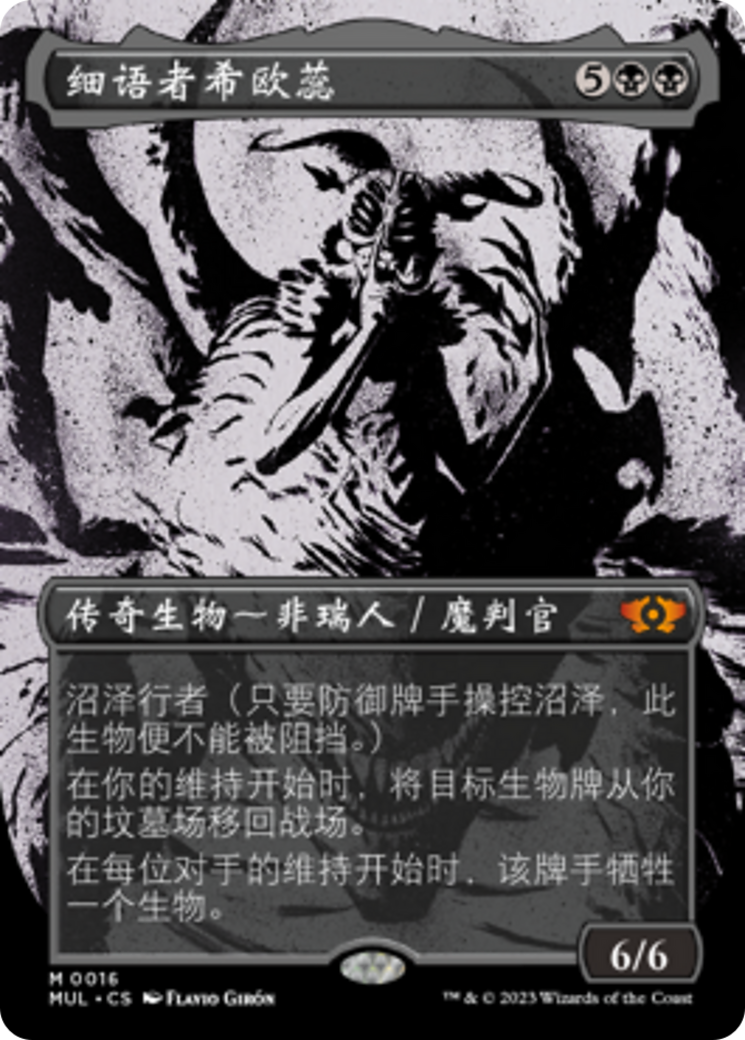 细语者希欧蕊
5
传奇生物～非瑞人／魔判官
沼泽行者（只要防御牌手操控沼泽，此
生物便不能被阻挡。）
在你的维持开始时，将目标生物牌从你
的坟墓场移回战场。
在每位对手的维持开始时，该牌手牺牲
一个生物。
6/6
M 0016
MUL • CS Flavio Girón
™ & © 2023 Wizards of the Coast